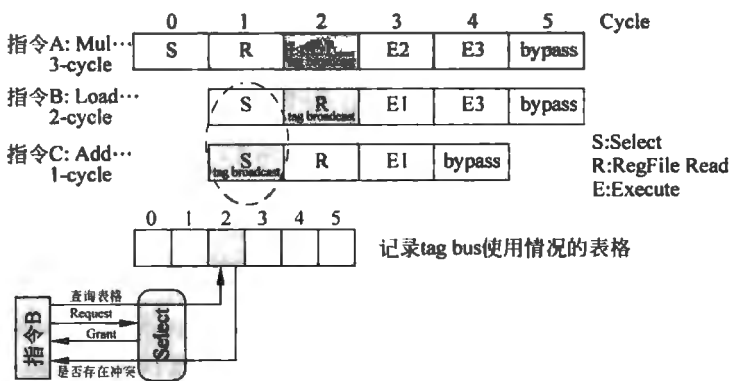 0 1 2 3 4 5 Cycle
指令A: Mul… S R E2 E3 bypass
3-cycle
指令B: Load… S R E1 E3 bypass
2-cycle tag broadcast
指令C: Add… S R E1 bypass
1-cycle tag broadcast
S:Select
R:RegFile Read
E:Execute
0 1 2 3 4 5
记录tag bus使用情况的表格
查询表格
Request
Grant
是否存在冲突
指令B
Select